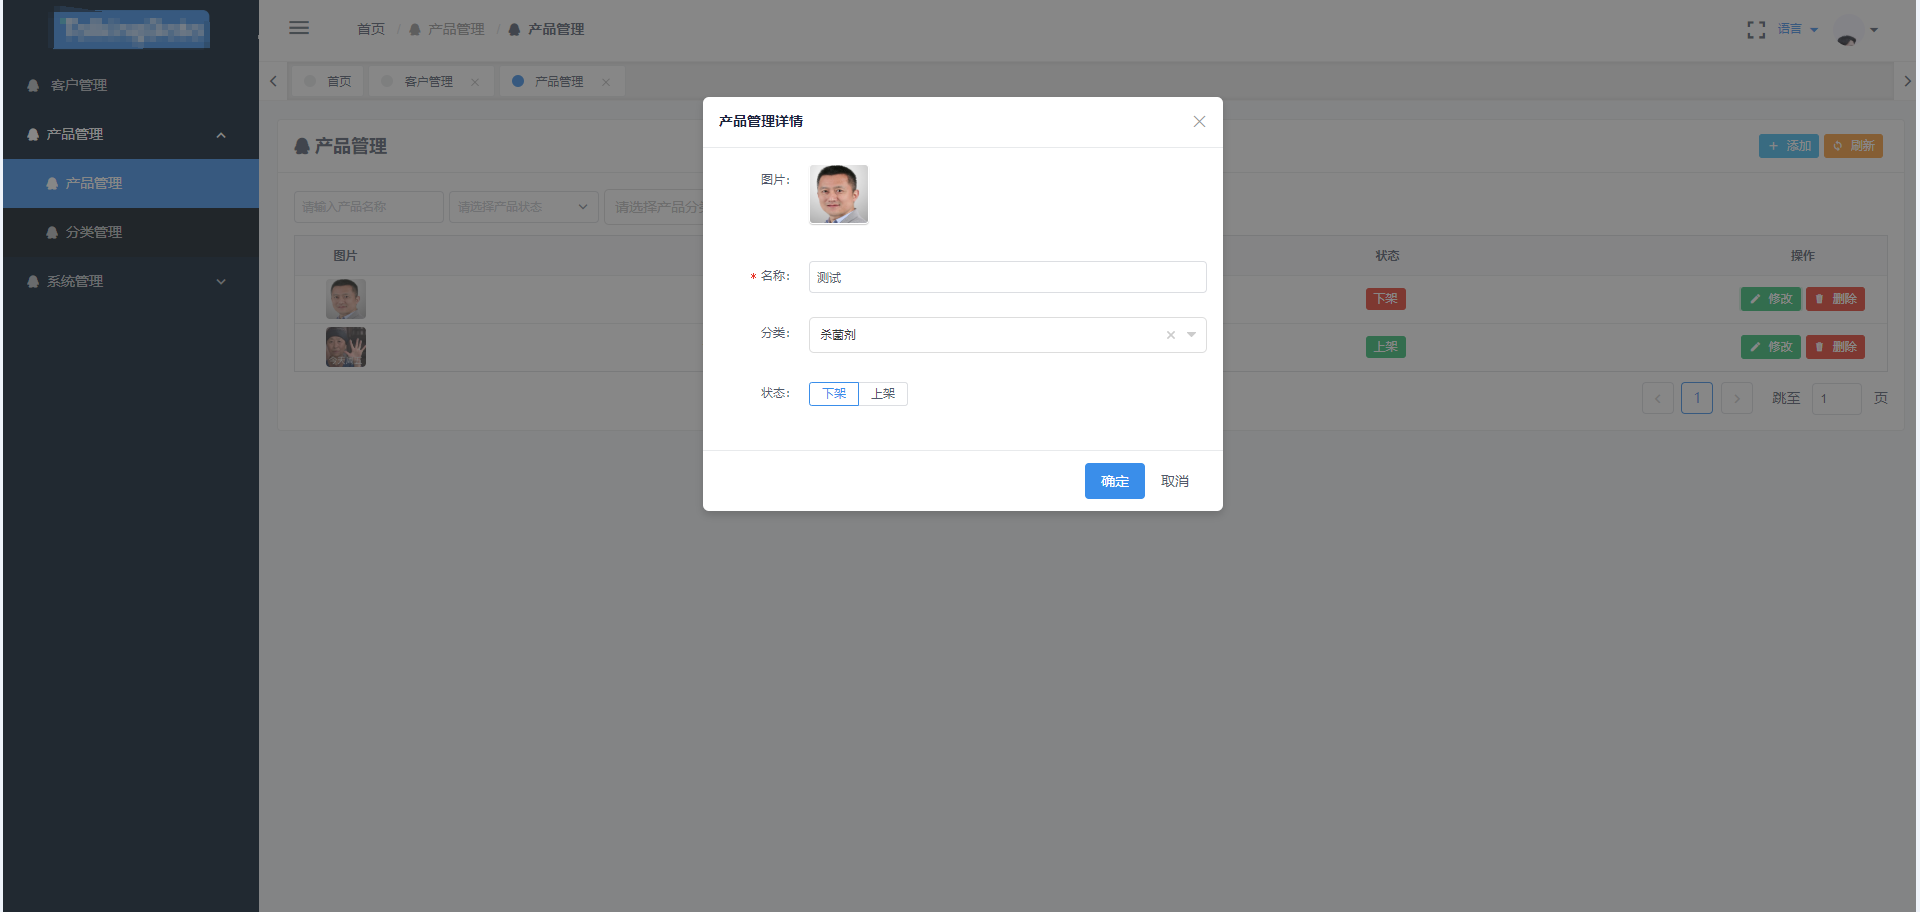 首页 / 产品管理 / 产品管理
语言
客户管理
产品管理
产品管理
分类管理
系统管理
首页
客户管理
产品管理
产品管理
添加
刷新
请输入产品名称
请选择产品状态
请选择产品分
图片
状态
操作
下架
修改
删除
上架
修改
删除
1
跳至
1
页
产品管理详情
图片:
* 名称:
测试
分类:
杀菌剂
状态:
下架
上架
确定
取消